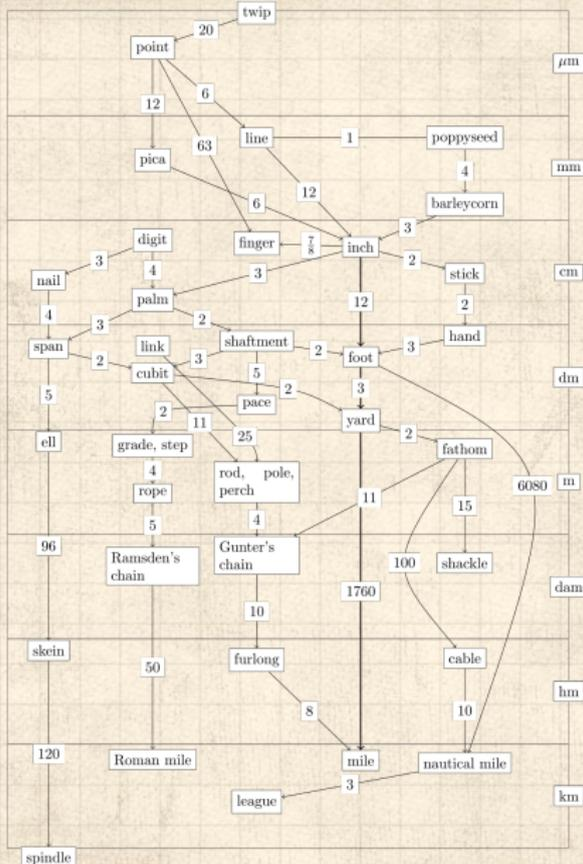 twip
20
point
μm
6
12
line
1
poppyseed
63
pica
4
mm
12
6
barleycorn
3
digit
finger
7/8
inch
3
2
nail
4
3
stick
cm
palm
12
2
4
3
2
shaftment
hand
span
link
2
foot
3
2
3
cubit
5
3
dm
2
5
2
pace
11
yard
25
2
ell
grade, step
fathom
4
rod, pole,
perch
11
6080
m
rope
15
5
4
96
Gunter's
chain
Ramsden's
chain
100
shackle
1760
dam
10
skein
furlong
cable
50
8
10
hm
120
Roman mile
mile
nautical mile
3
league
km
spindle